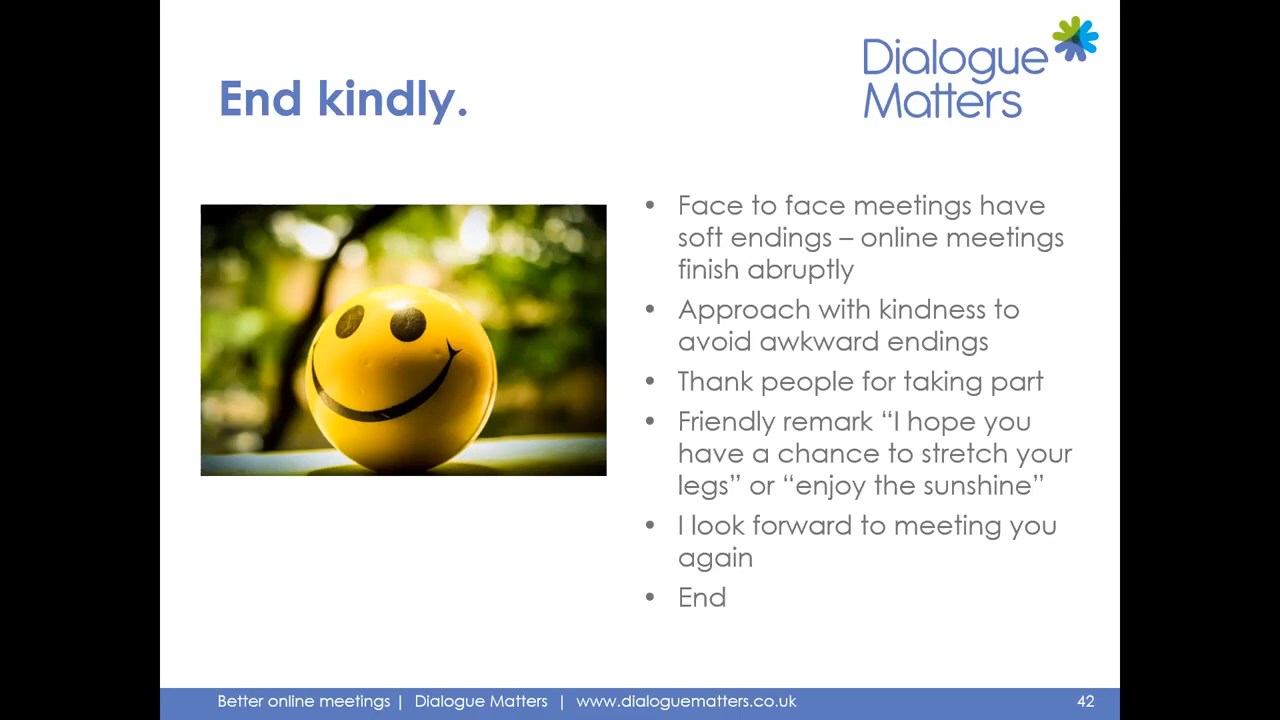 Dialogue
Matters
End kindly.
• Face to face meetings have
soft endings – online meetings
finish abruptly
• Approach with kindness to
avoid awkward endings
• Thank people for taking part
• Friendly remark “I hope you
have a chance to stretch your
legs” or “enjoy the sunshine”
• I look forward to meeting you
again
• End
Better online meetings | Dialogue Matters | www.dialoguematters.co.uk 42